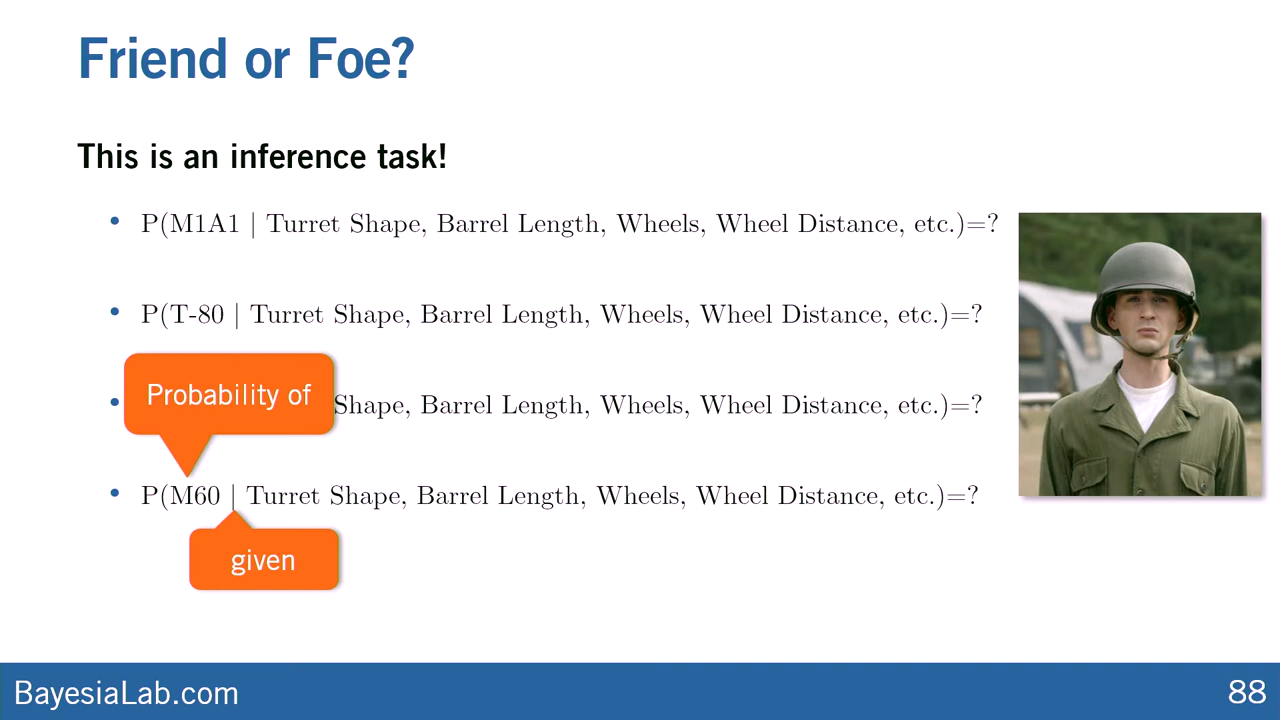 Friend or Foe?
This is an inference task!
• P(M1A1 | Turret Shape, Barrel Length, Wheels, Wheel Distance, etc.)=?
• P(T-80 | Turret Shape, Barrel Length, Wheels, Wheel Distance, etc.)=?
Probability of
• Shape, Barrel Length, Wheels, Wheel Distance, etc.)=?
• P(M60 | Turret Shape, Barrel Length, Wheels, Wheel Distance, etc.)=?
given
BayesiaLab.com
88